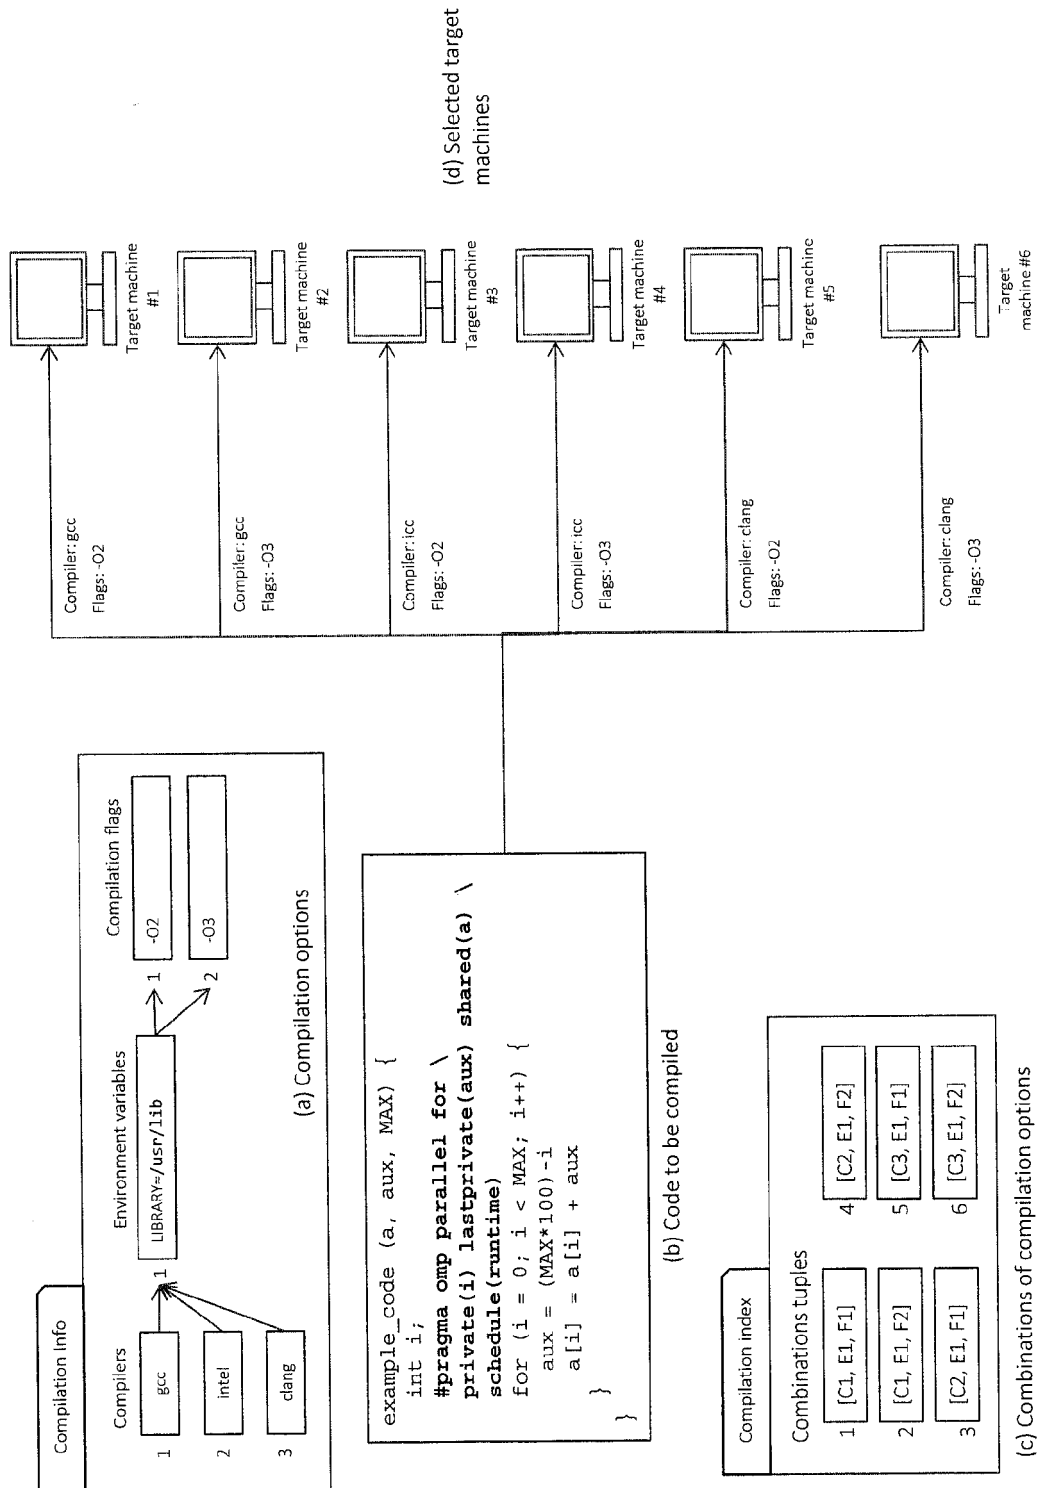 Compilation Info
Compilers
1
gcc
2
intel
3
clang
Environment variables
1
LIBRARY=/usr/lib
Compilation flags
1
-O2
2
-O3
(a) Compilation options
example_code (a, aux, MAX) {
int i;
#pragma omp parallel for \
private(i) lastprivate(aux) shared(a) \
schedule(runtime)
for (i = 0; i < MAX; i++) {
aux = (MAX*100)-i
a[i] = a[i] + aux
}
}
(b) Code to be compiled
Compilation index
Combinations tuples
1 [C1, E1, F1]
2 [C1, E1, F2]
3 [C2, E1, F1]
4 [C2, E1, F2]
5 [C3, E1, F1]
6 [C3, E1, F2]
(c) Combinations of compilation options
Compiler: gcc
Flags: -O2
Target machine
#1
Compiler: gcc
Flags: -O3
Target machine
#2
Compiler: icc
Flags: -O2
Target machine
#3
Compiler: icc
Flags: -O3
Target machine
#4
Compiler: clang
Flags: -O2
Target machine
#5
Compiler: clang
Flags: -O3
Target
machine #6
(d) Selected target
machines